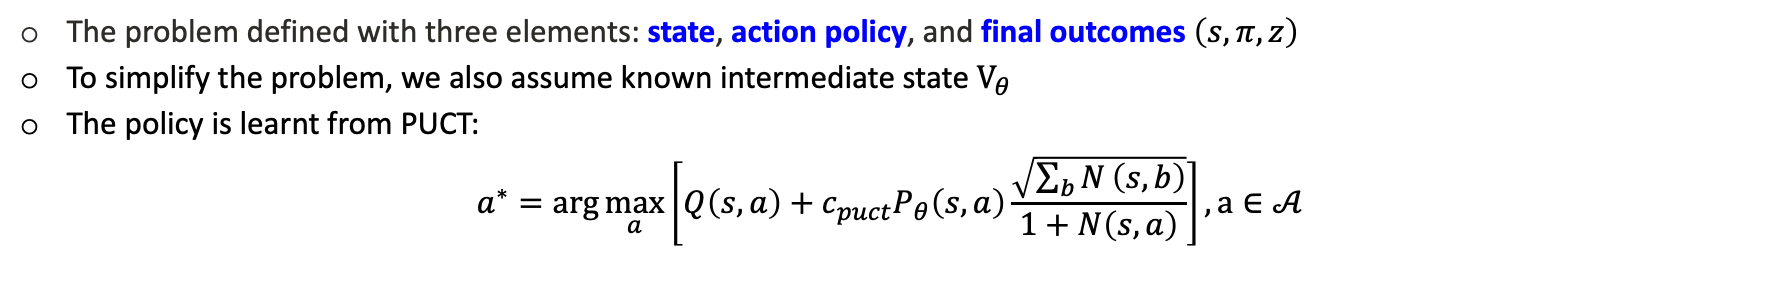 ○ The problem defined with three elements: state, action policy, and final outcomes (s, π, z)
○ To simplify the problem, we also assume known intermediate state V_θ
○ The policy is learnt from PUCT:
a* = arg max_a [Q(s, a) + c_puct P_θ(s, a) √(∑_b N (s, b)) / (1 + N(s, a))], a ∈ 𝒜